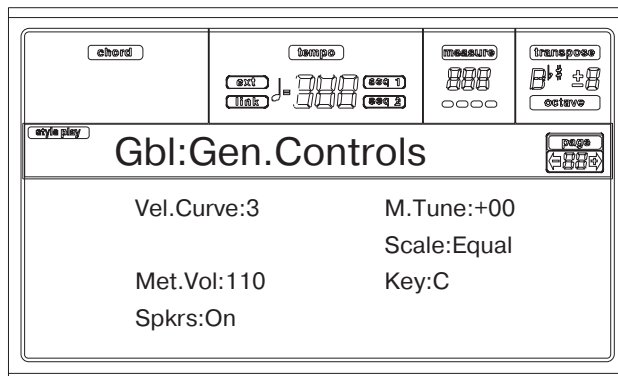 chord
tempo
measure
transpose
ext
♩=
seq 1
link
seq 2
octave
style play
Gbl:Gen.Controls
page
Vel.Curve:3
M.Tune:+00
Scale:Equal
Met.Vol:110
Key:C
Spkrs:On